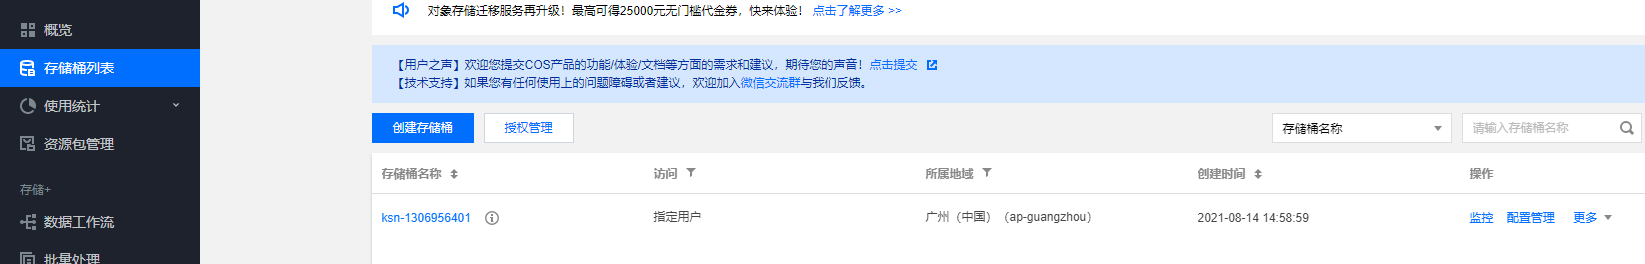 对象存储迁移服务再升级！最高可得25000元无门槛代金券，快来体验！ 点击了解更多 >>
概览
存储桶列表
使用统计
资源包管理
存储+
数据工作流
批量处理
【用户之声】欢迎您提交COS产品的功能/体验/文档等方面的需求和建议，期待您的声音！点击提交
【技术支持】如果您有任何使用上的问题障碍或者建议，欢迎加入微信交流群与我们反馈。
创建存储桶 授权管理 存储桶名称 请输入存储桶名称
存储桶名称 访问 所属地域 创建时间 操作
ksn-1306956401 指定用户 广州（中国）（ap-guangzhou） 2021-08-14 14:58:59 监控 配置管理 更多